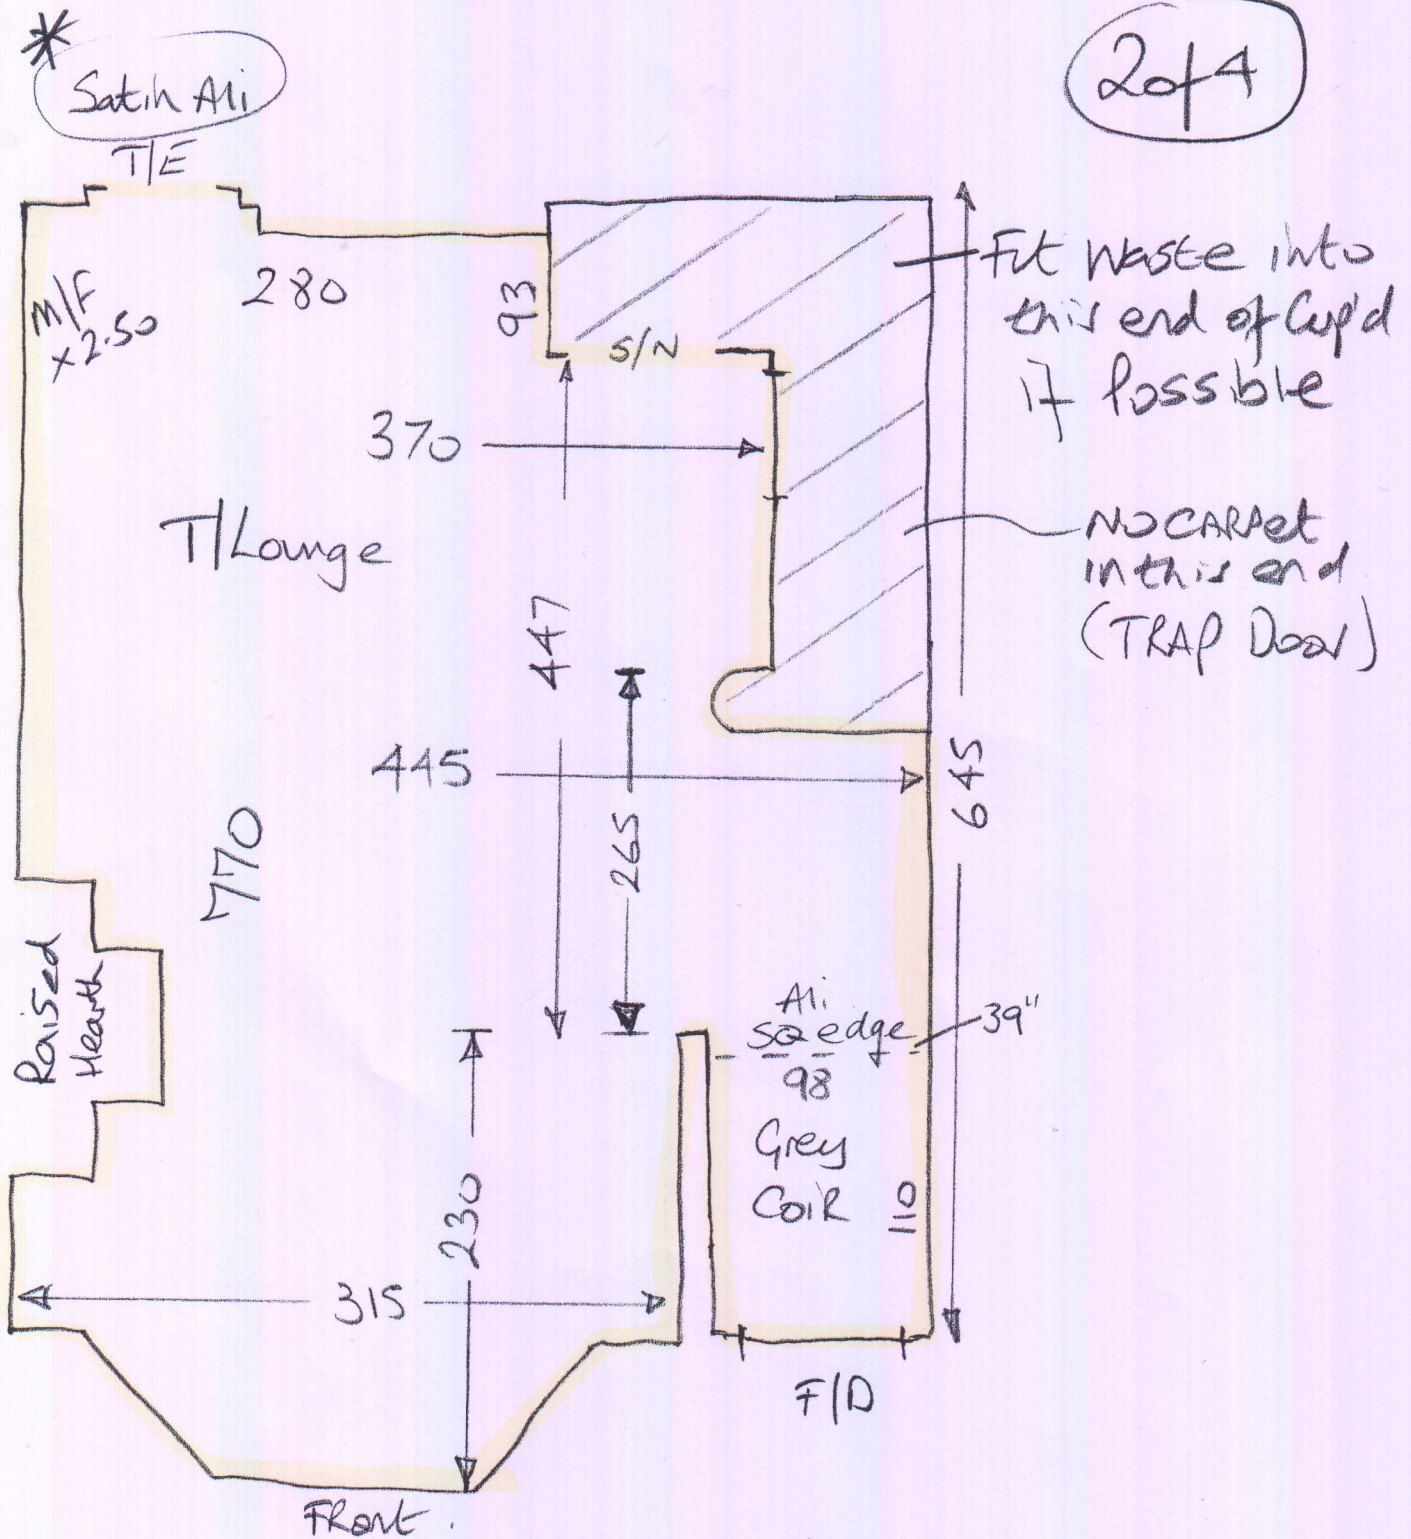 *
2of4
Satin Ali
T/E
Fit Waste into
this end of Cup'd
if Possible
M/F
x 2.50
280
93
S/N
370
NO CARPet
in this end
(TRAP Door)
T/Lounge
447
445
265
645
770
Raised
Hearth
Ali
SQ edge
39"
98
Grey
COIR
110
230
315
F/D
FRont.